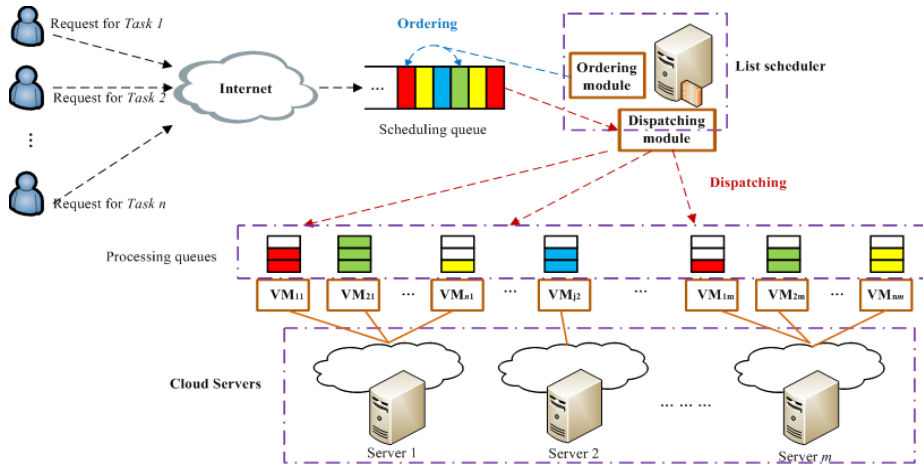 Request for Task 1
Ordering
Request for Task 2
Internet
...
Ordering
module
List scheduler
...
Scheduling queue
Dispatching
module
Request for Task n
Dispatching
Processing queues
VM11 VM21 ... VMn1 ... VMj2 ... VM1m VM2m ... VMnm
Cloud Servers
... ... ...
Server 1 Server 2 Server m